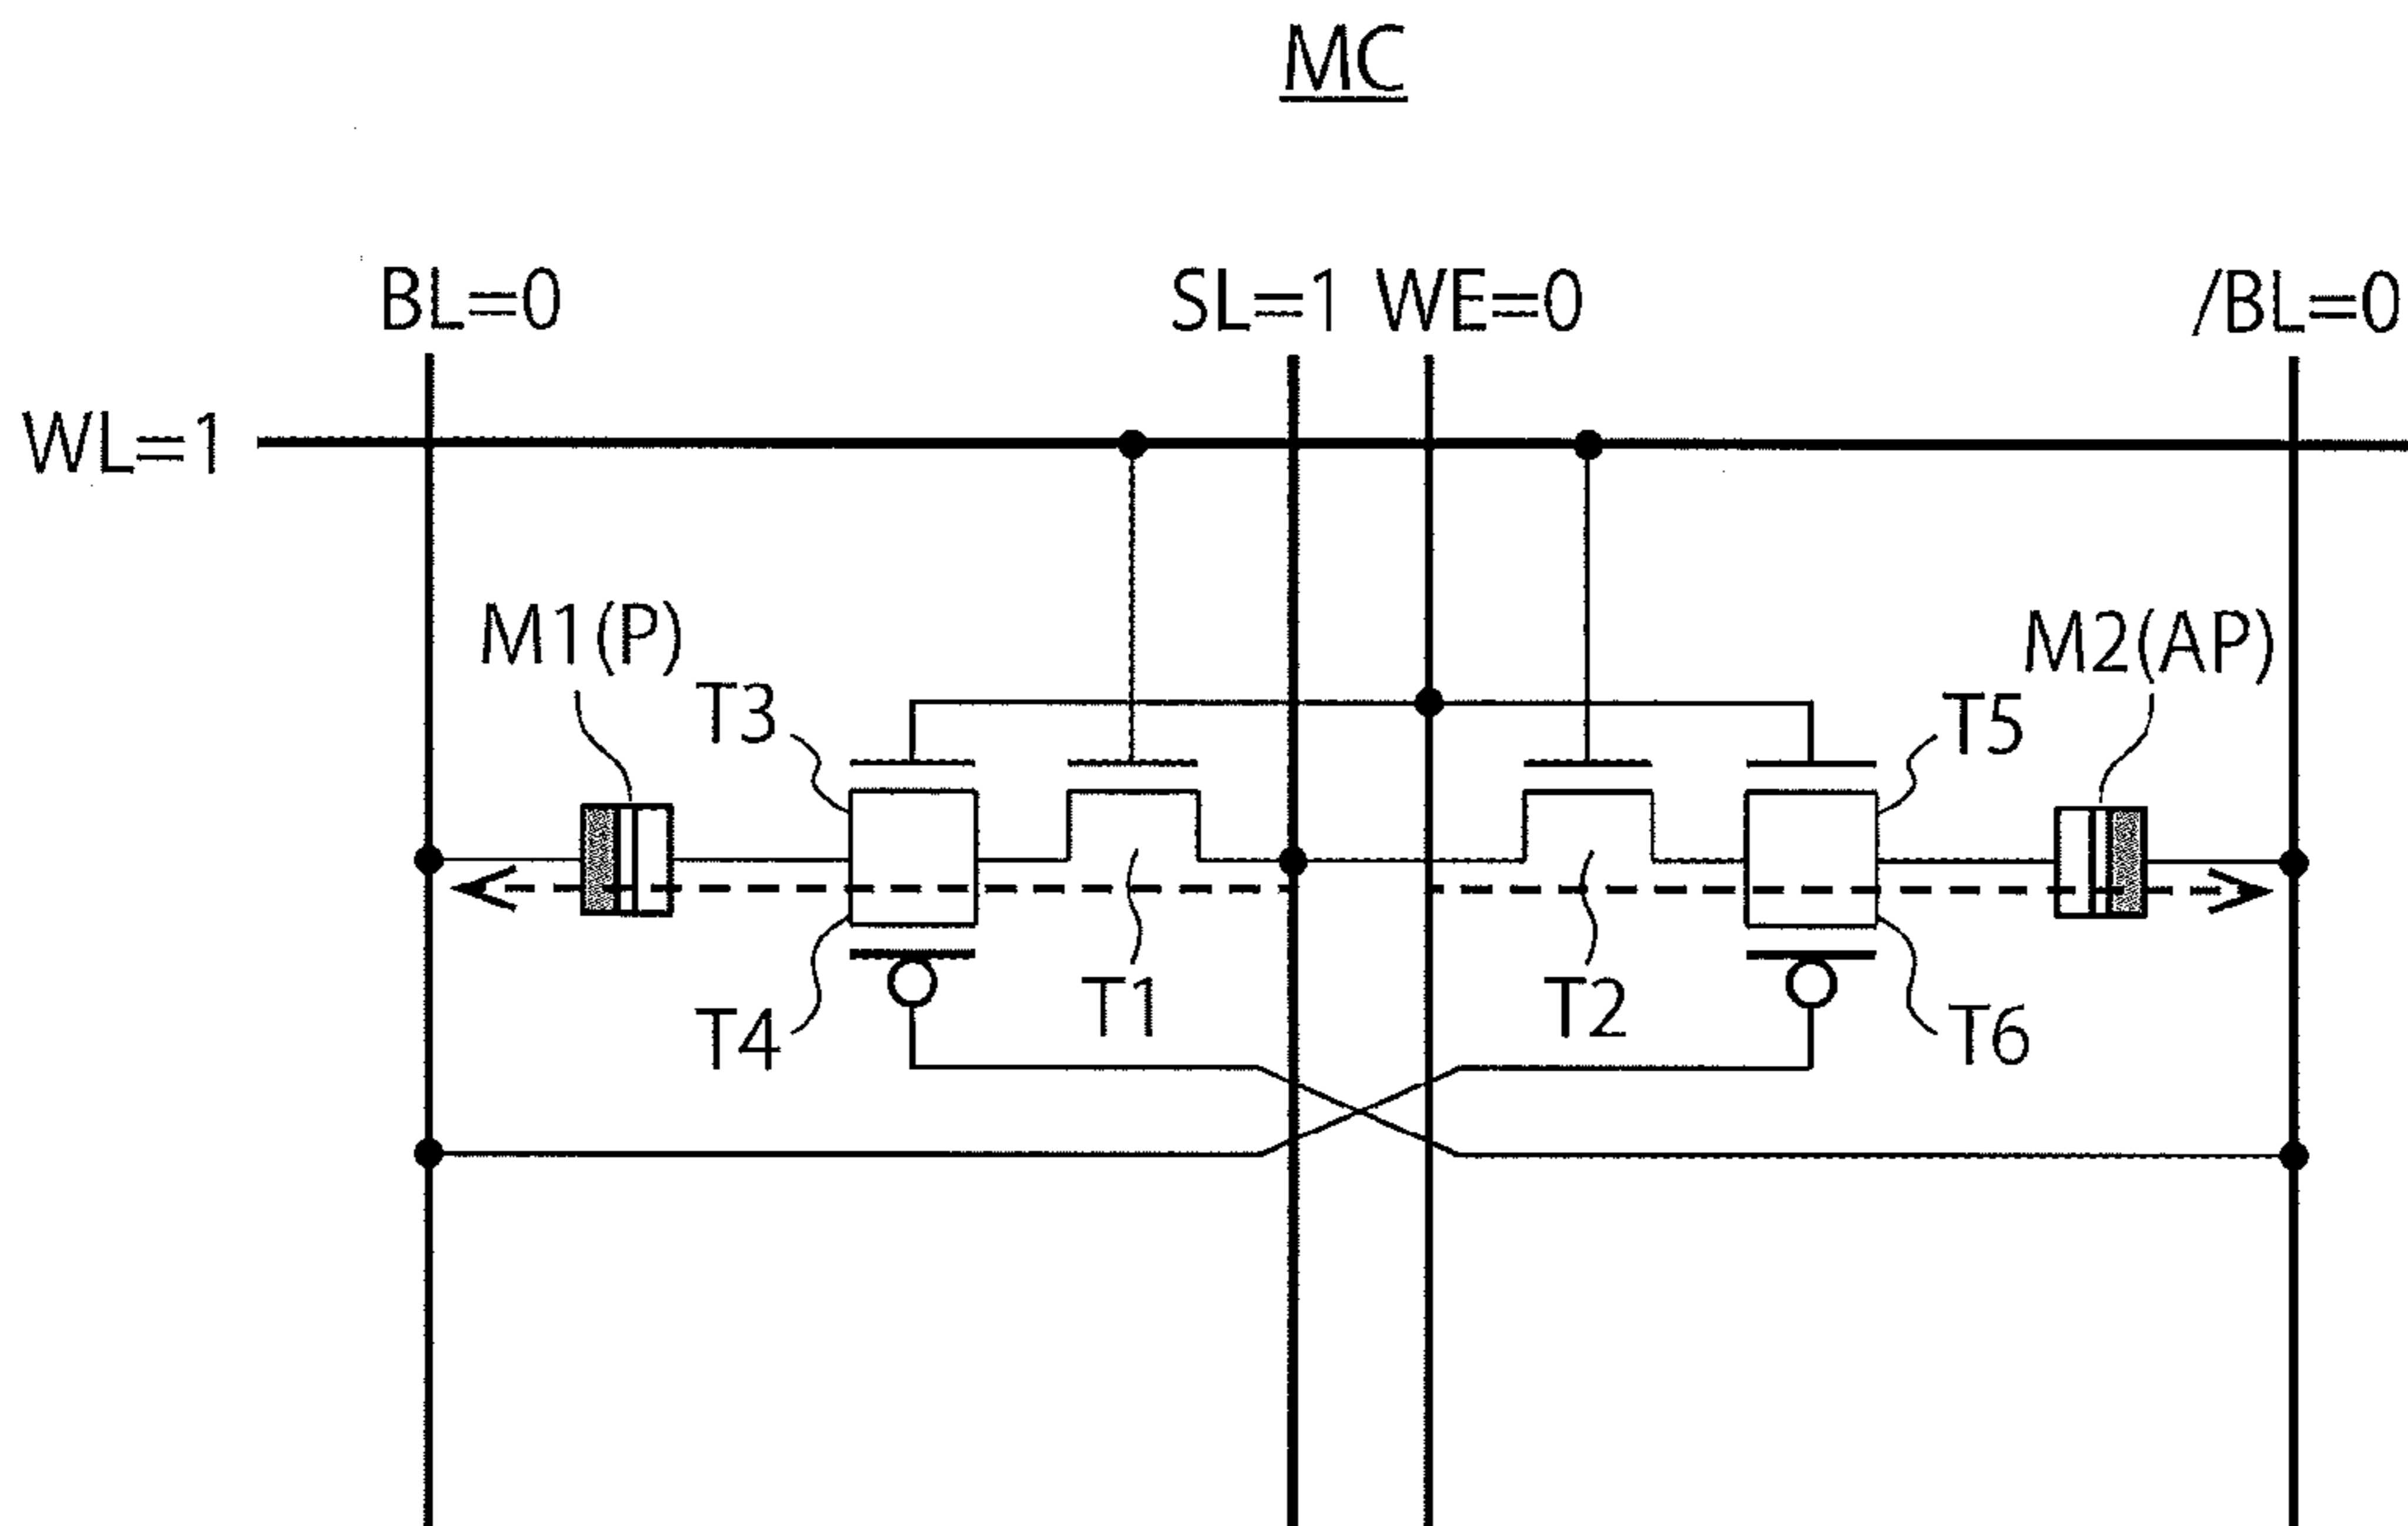 MC
BL=0 SL=1 WE=0 /BL=0
WL=1
M1(P) M2(AP)
T3 T5
T4 T1 T2 T6